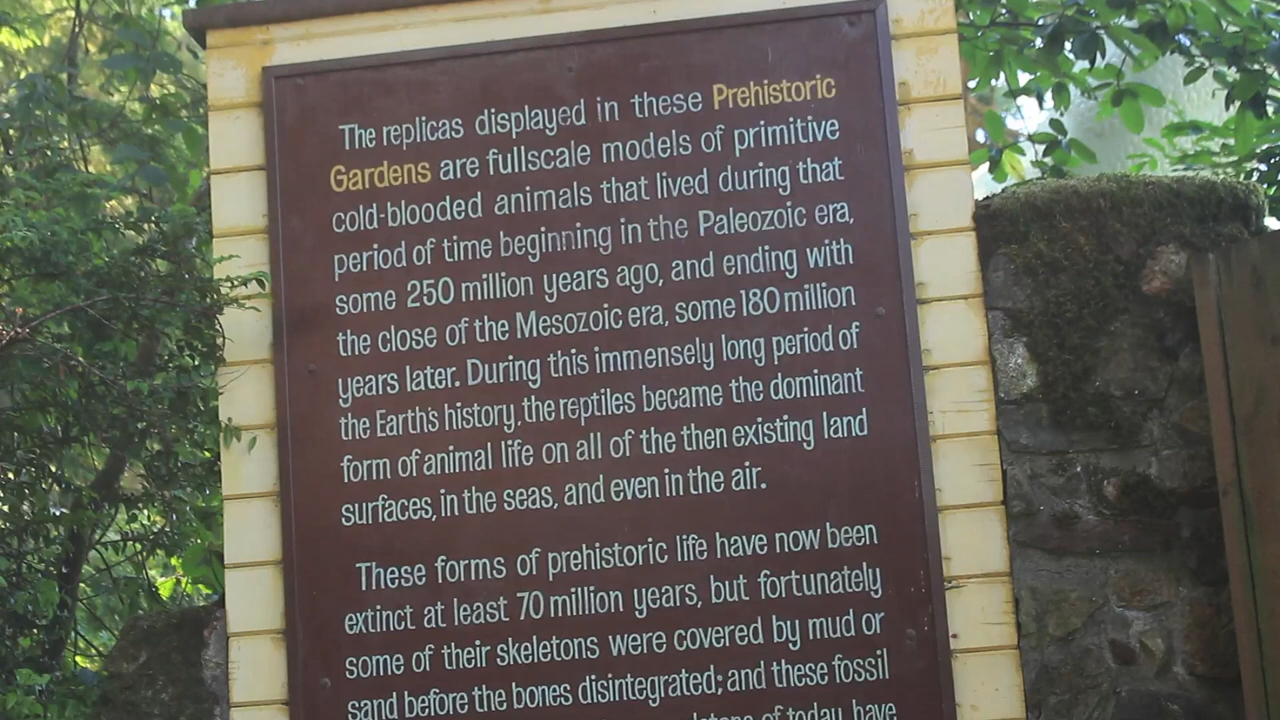 The replicas displayed in these Prehistoric
Gardens are fullscale models of primitive
cold-blooded animals that lived during that
period of time beginning in the Paleozoic era,
some 250 million years ago, and ending with
the close of the Mesozoic era, some 180 million
years later. During this immensely long period of
the Earth's history, the reptiles became the dominant
form of animal life on all of the then existing land
surfaces, in the seas, and even in the air.
These forms of prehistoric life have now been
extinct at least 70 million years, but fortunately
some of their skeletons were covered by mud or
sand before the bones disintegrated; and these fossil
of today, have